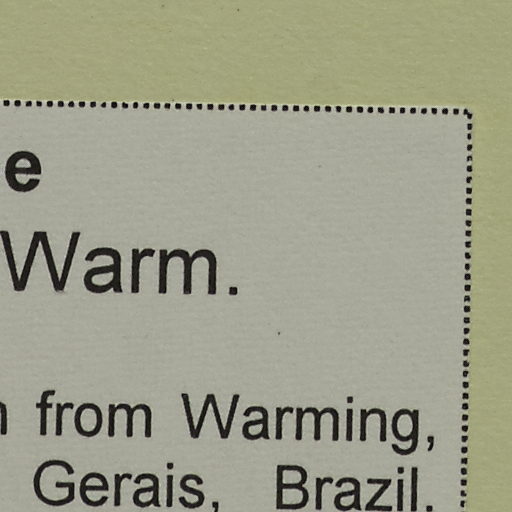 e
Warm.
from Warming,
Gerais, Brazil.